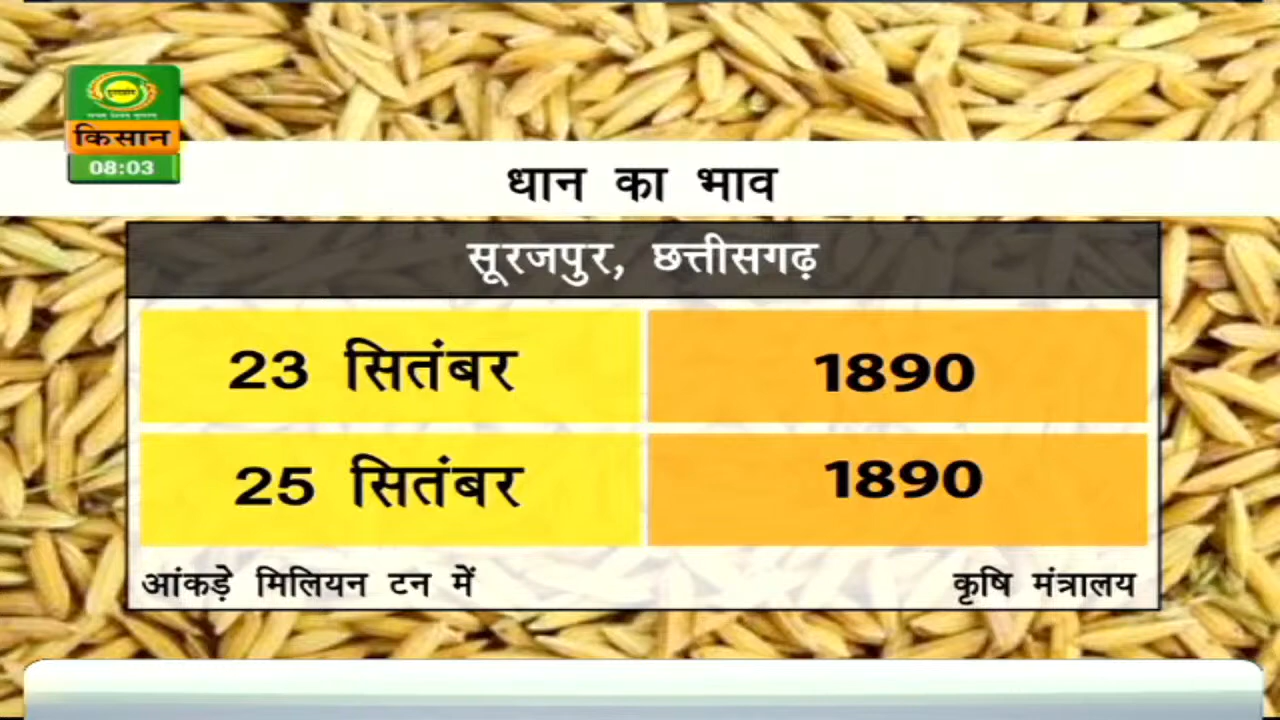 किसान
08:03
धान का भाव
सूरजपुर, छत्तीसगढ़
23 सितंबर 1890
25 सितंबर 1890
आंकड़े मिलियन टन में कृषि मंत्रालय